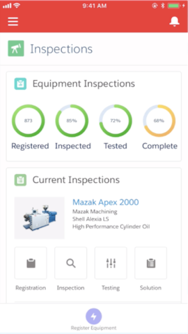 9:41 AM
Inspections
Equipment Inspections
873
95%
72%
68%
Registered
Inspected
Tested
Complete
Current Inspections
Mazak Apex 2000
Mazak Machining
Shell Alexia LS
High Performance Cylinder Oil
Registration
Inspection
Testing
Solution
Register Equipment